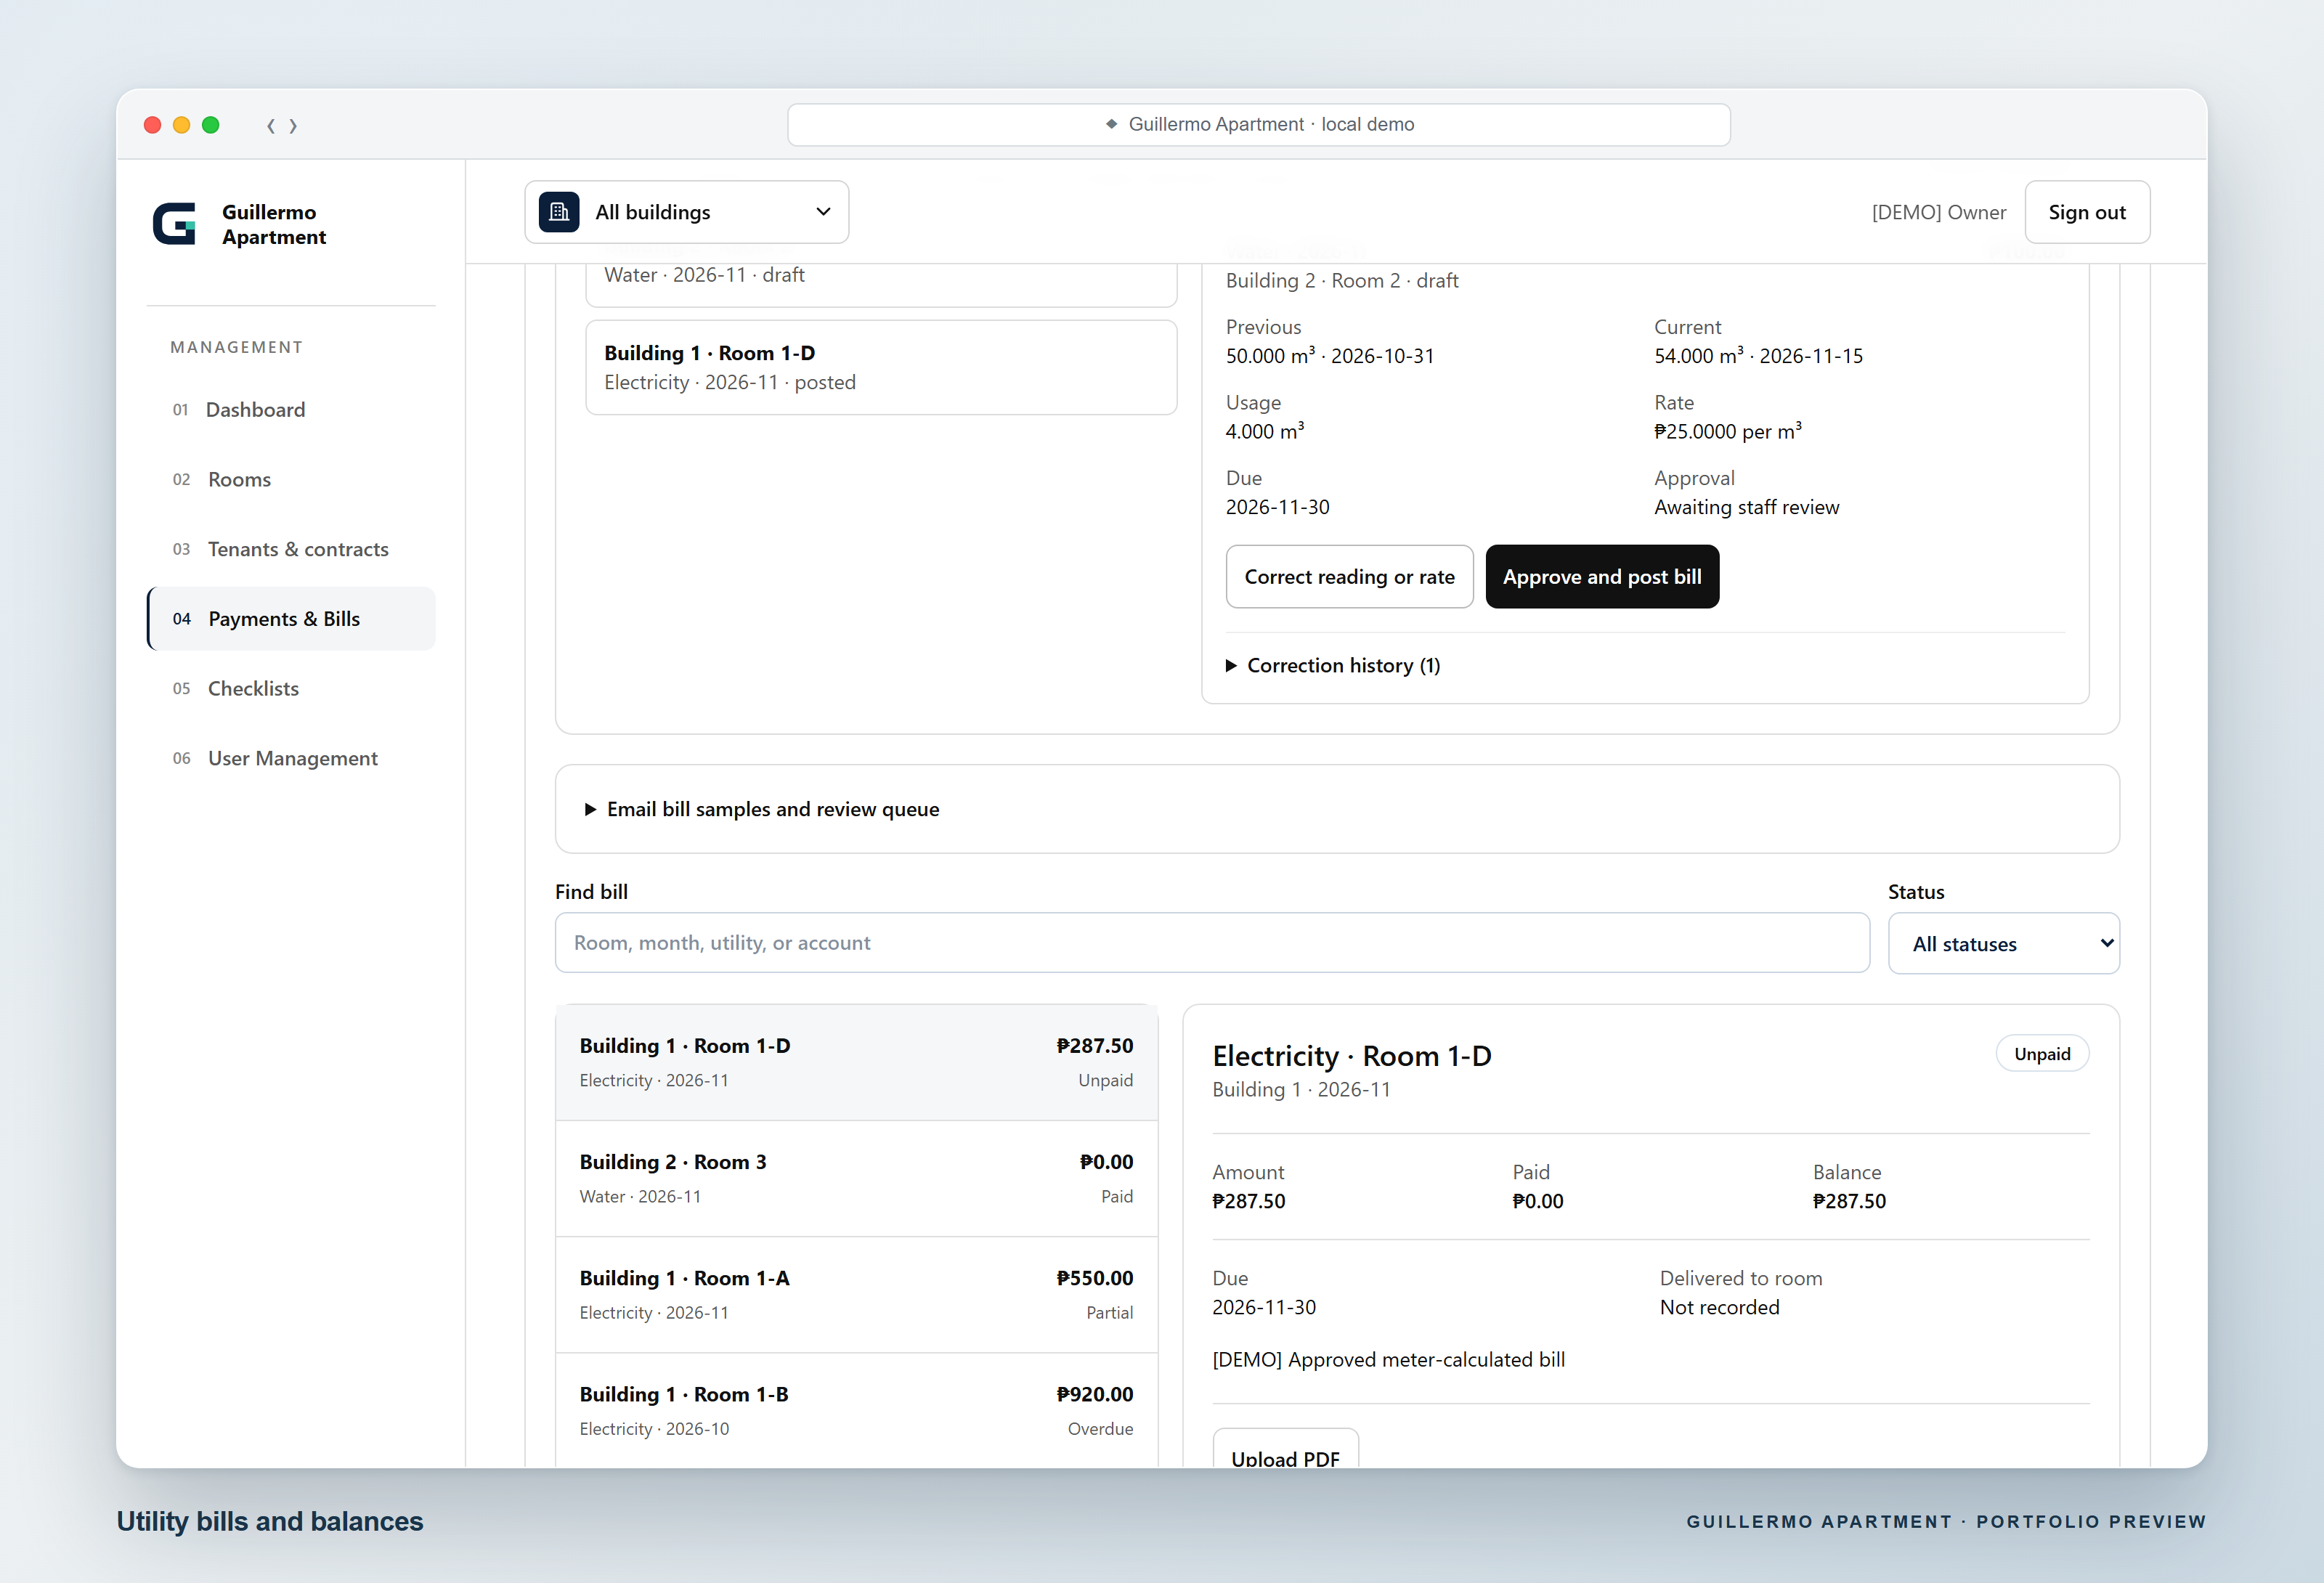 ◆ Guillermo Apartment · local demo
Guillermo
Apartment
All buildings
[DEMO] Owner
Sign out
MANAGEMENT
01 Dashboard
02 Rooms
03 Tenants & contracts
04 Payments & Bills
05 Checklists
06 User Management
Water · 2026-11 · draft
Building 1 · Room 1-D
Electricity · 2026-11 · posted
Building 2 · Room 2 · draft
Previous
50.000 m³ · 2026-10-31
Current
54.000 m³ · 2026-11-15
Usage
4.000 m³
Rate
₱25.0000 per m³
Due
2026-11-30
Approval
Awaiting staff review
Correct reading or rate
Approve and post bill
Correction history (1)
Email bill samples and review queue
Find bill
Room, month, utility, or account
Status
All statuses
Building 1 · Room 1-D ₱287.50
Electricity · 2026-11 Unpaid
Building 2 · Room 3 ₱0.00
Water · 2026-11 Paid
Building 1 · Room 1-A ₱550.00
Electricity · 2026-11 Partial
Building 1 · Room 1-B ₱920.00
Electricity · 2026-10 Overdue
Electricity · Room 1-D
Unpaid
Building 1 · 2026-11
Amount
₱287.50
Paid
₱0.00
Balance
₱287.50
Due
2026-11-30
Delivered to room
Not recorded
[DEMO] Approved meter-calculated bill
Upload PDF
Utility bills and balances
GUILLERMO APARTMENT · PORTFOLIO PREVIEW